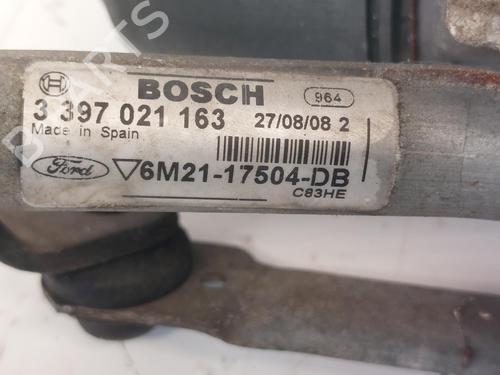 BOSCH
964
3 397 021 163
27/08/08 2
Made in Spain
Ford
6M21-17504-DB
C83HE